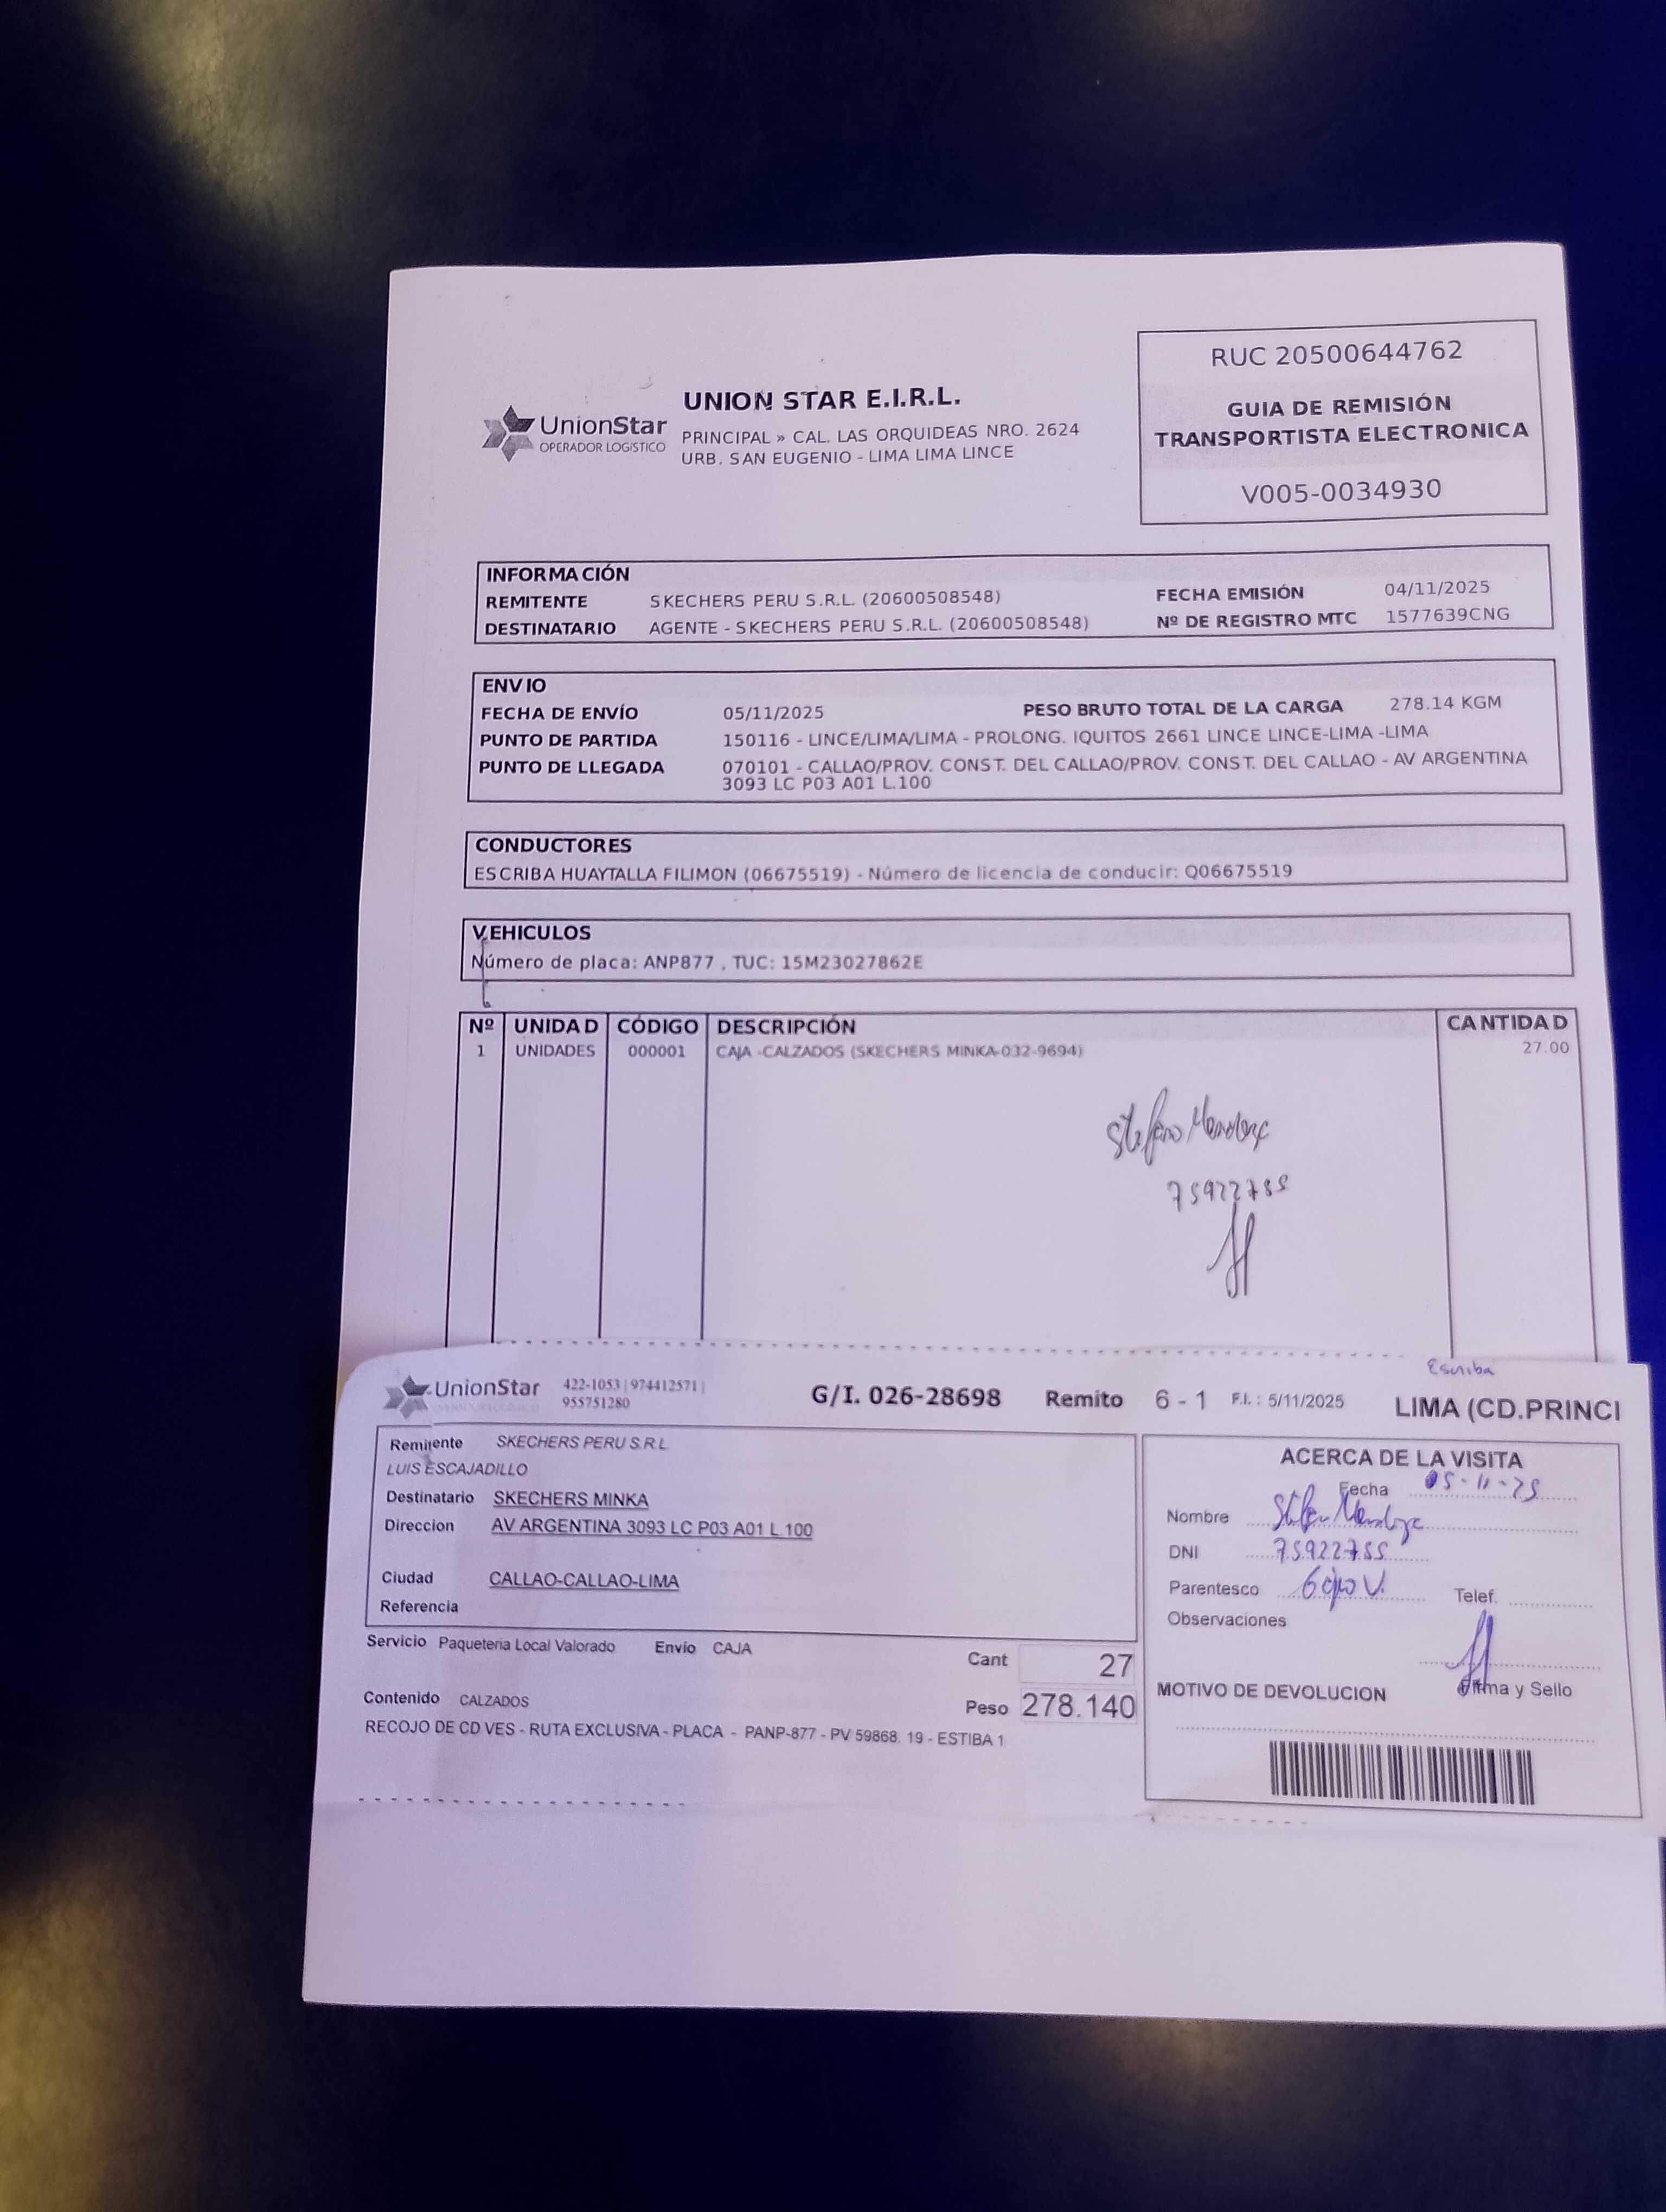 RUC 20500644762
GUIA DE REMISIÓN
TRANSPORTISTA ELECTRONICA
V005-0034930
UnionStar
OPERADOR LOGÍSTICO
UNION STAR E.I.R.L.
PRINCIPAL » CAL. LAS ORQUIDEAS NRO. 2624
URB. SAN EUGENIO - LIMA LIMA LINCE
INFORMACIÓN
REMITENTE SKECHERS PERU S.R.L. (20600508548) FECHA EMISIÓN 04/11/2025
DESTINATARIO AGENTE - SKECHERS PERU S.R.L. (20600508548) Nº DE REGISTRO MTC 1577639CNG
ENVIO
FECHA DE ENVÍO 05/11/2025 PESO BRUTO TOTAL DE LA CARGA 278.14 KGM
PUNTO DE PARTIDA 150116 - LINCE/LIMA/LIMA - PROLONG. IQUITOS 2661 LINCE LINCE-LIMA -LIMA
PUNTO DE LLEGADA 070101 - CALLAO/PROV. CONST. DEL CALLAO/PROV. CONST. DEL CALLAO - AV ARGENTINA
3093 LC P03 A01 L.100
CONDUCTORES
ESCRIBA HUAYTALLA FILIMON (06675519) - Número de licencia de conducir: Q06675519
VEHICULOS
Número de placa: ANP877 , TUC: 15M23027862E
Nº UNIDAD CÓDIGO DESCRIPCIÓN CANTIDAD
1 UNIDADES 000001 CAJA -CALZADOS (SKECHERS MINKA-032-9694) 27.00
Stefano Mendoza
75922755
Escriba
UnionStar 422-1053 | 974412571 |
955751280
G/I. 026-28698 Remito 6 - 1 F.I. : 5/11/2025 LIMA (CD.PRINCI
Remitente SKECHERS PERU S.R.L
LUIS ESCAJADILLO
Destinatario SKECHERS MINKA
Direccion AV ARGENTINA 3093 LC P03 A01 L.100
Ciudad CALLAO-CALLAO-LIMA
Referencia
Servicio Paqueteria Local Valorado Envío CAJA
Cant 27
Contenido CALZADOS
Peso 278.140
RECOJO DE CD VES - RUTA EXCLUSIVA - PLACA - PANP-877 - PV 59868. 19 - ESTIBA 1
ACERCA DE LA VISITA
Fecha 05-11-25
Nombre Mendoza
DNI 75922755
Parentesco V.
Telef.
Observaciones
Firma y Sello
MOTIVO DE DEVOLUCION